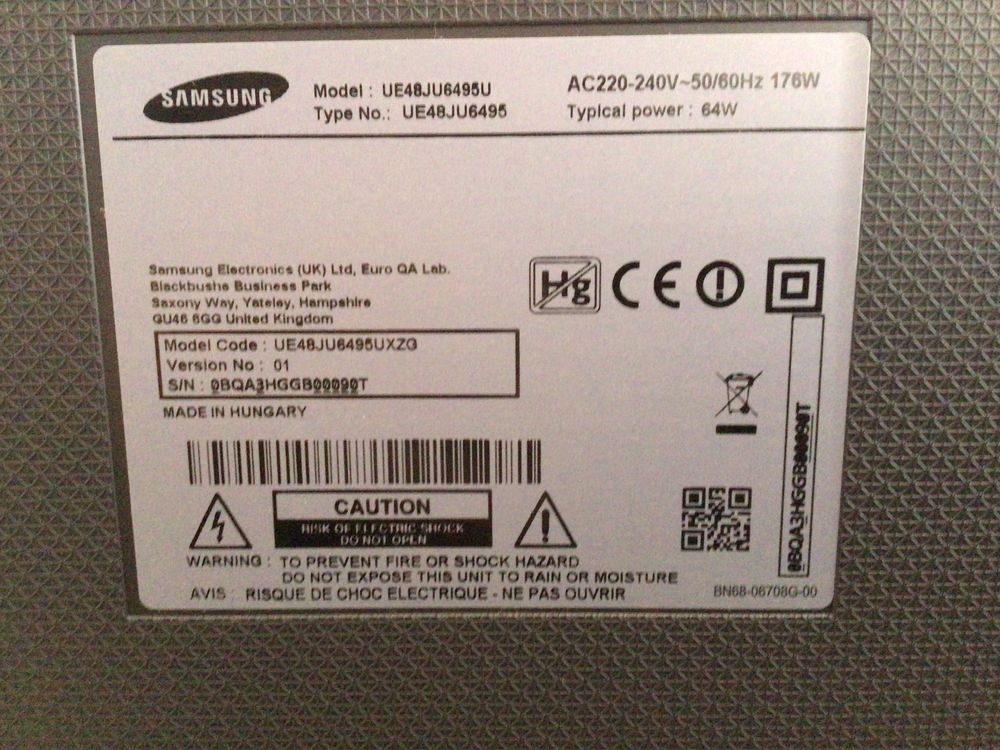 SAMSUNG
Model : UE48JU6495U
Type No.: UE48JU6495
AC220-240V~50/60Hz 176W
Typical power : 64W
Samsung Electronics (UK) Ltd, Euro QA Lab.
Blackbushe Business Park
Saxony Way, Yateley, Hampshire
GU46 6GG United Kingdom
Hg
CE
Model Code : UE48JU6495UXZG
Version No : 01
S/N : 0BQA3HGGB00090T
MADE IN HUNGARY
0BQA3HGGB00090T
CAUTION
RISK OF ELECTRIC SHOCK
DO NOT OPEN
WARNING : TO PREVENT FIRE OR SHOCK HAZARD
DO NOT EXPOSE THIS UNIT TO RAIN OR MOISTURE
AVIS : RISQUE DE CHOC ELECTRIQUE - NE PAS OUVRIR
BN68-06708G-00